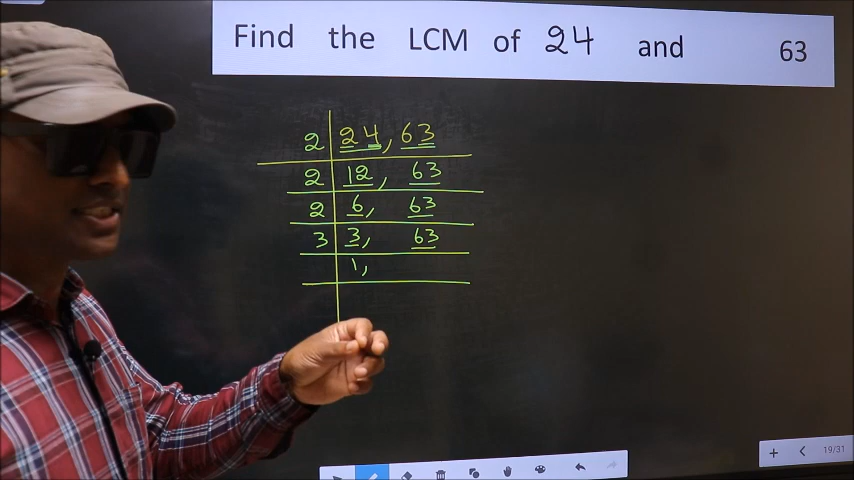 Find the LCM of 24 and 63
2 24, 63
2 12, 63
2 6, 63
3 3, 63
1,
19/31